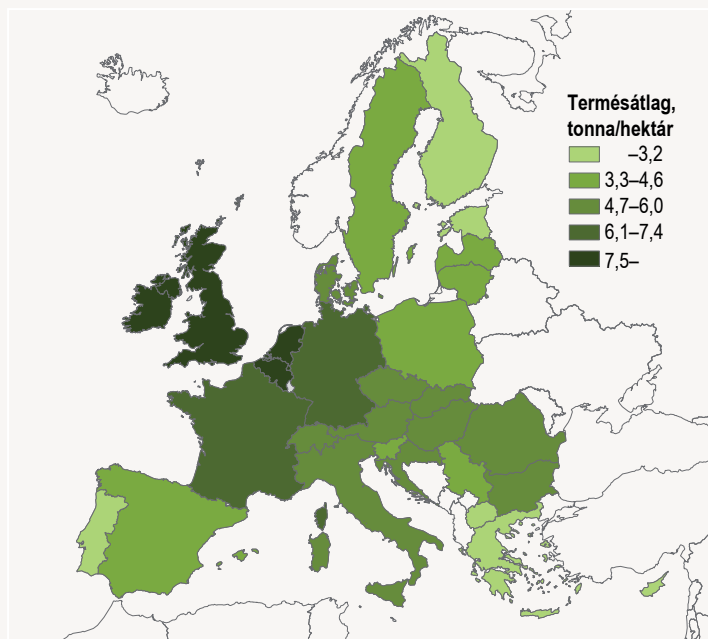 Termésátlag,
tonna/hektár
–3,2
3,3–4,6
4,7–6,0
6,1–7,4
7,5–